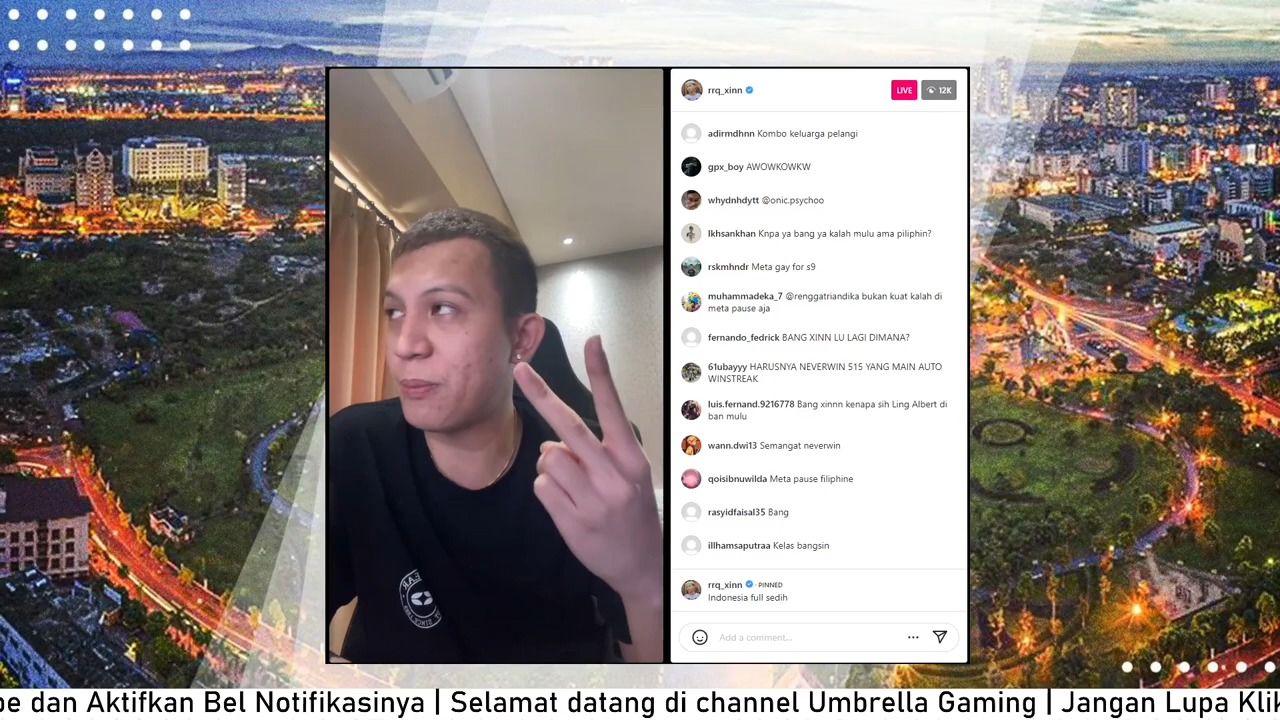 rrq_xinn
LIVE
12K
adirmdhnn Kombo keluarga pelangi
gpx_boy AWOWKOWKW
whydnhdytt @onic.psychoo
lkhsankhan Knpa ya bang ya kalah mulu ama piliphin?
rskmhndr Meta gay for s9
muhammadeka_7 @renggatriandika bukan kuat kalah di
meta pause aja
fernando_fedrick BANG XINN LU LAGI DIMANA?
61ubayyy HARUSNYA NEVERWIN 515 YANG MAIN AUTO
WINSTREAK
luis.fernand.9216778 Bang xinnn kenapa sih Ling Albert di
ban mulu
wann.dwi13 Semangat neverwin
qoisibnuwilda Meta pause filiphine
rasyidfaisal35 Bang
illhamsaputraa Kelas bangsin
rrq_xinn · PINNED
Indonesia full sedih
Add a comment...
pe dan Aktifkan Bel Notifikasinya | Selamat datang di channel Umbrella Gaming | Jangan Lupa Klik